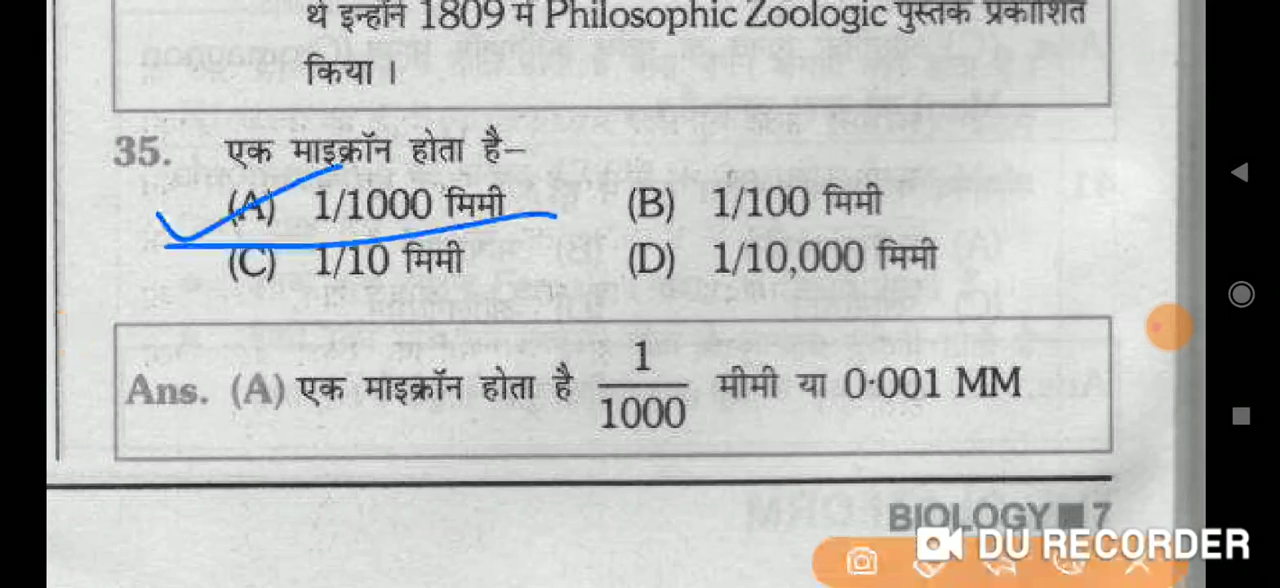 थे इन्होंने 1809 में Philosophic Zoologic पुस्तक प्रकाशित
किया ।
35. एक माइक्रॉन होता है–
(A) 1/1000 मिमी (B) 1/100 मिमी
(C) 1/10 मिमी (D) 1/10,000 मिमी
Ans. (A) एक माइक्रॉन होता है 1/1000 मीमी या 0·001 MM
BIOLOGY ■ 7
DU RECORDER